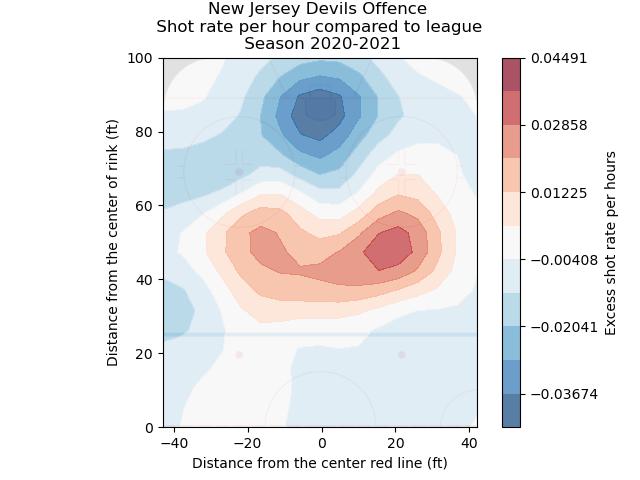 New Jersey Devils Offence
Shot rate per hour compared to league
Season 2020-2021
100
80
60
40
20
0
Distance from the center of rink (ft)
−40
−20
0
20
40
Distance from the center red line (ft)
0.04491
0.02858
0.01225
−0.00408
−0.02041
−0.03674
Excess shot rate per hours